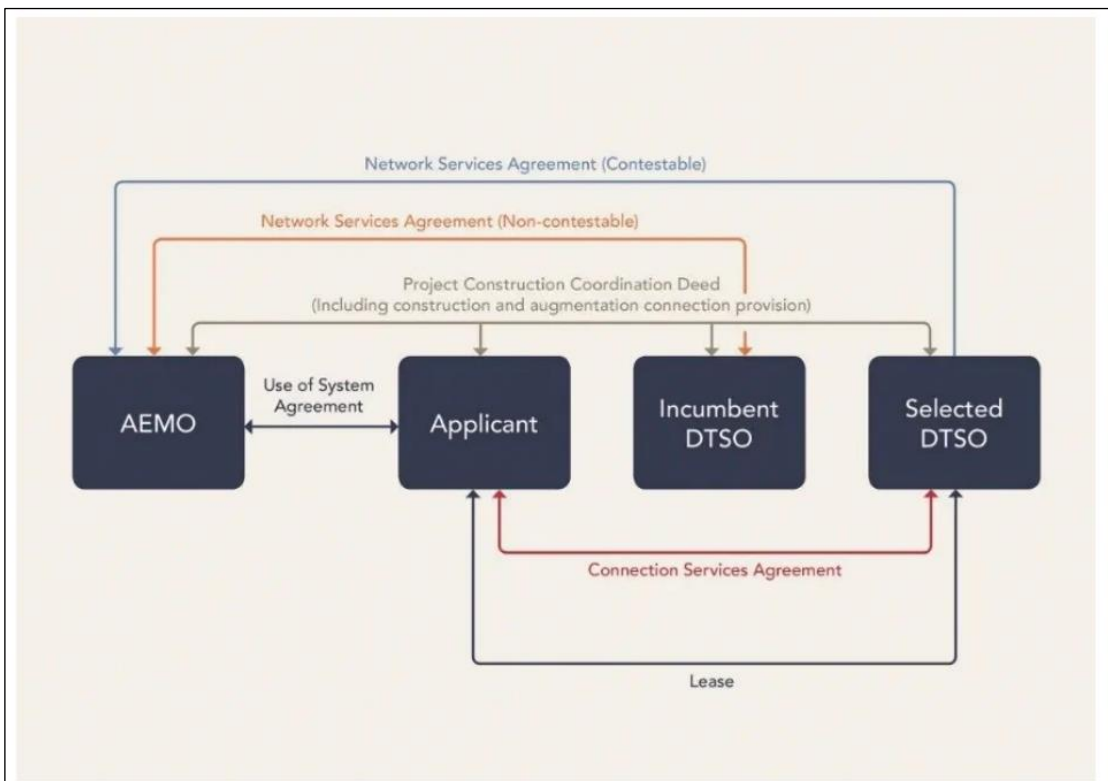 Network Services Agreement (Contestable)
Network Services Agreement (Non-contestable)
Project Construction Coordination Deed
(Including construction and augmentation connection provision)
Use of System
Agreement
AEMO
Applicant
Incumbent
DTSO
Selected
DTSO
Connection Services Agreement
Lease